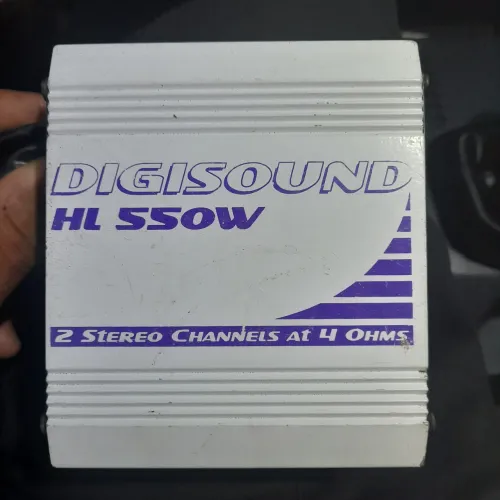 DIGISOUND
HL 550W
2 STEREO CHANNELS AT 4 OHMS